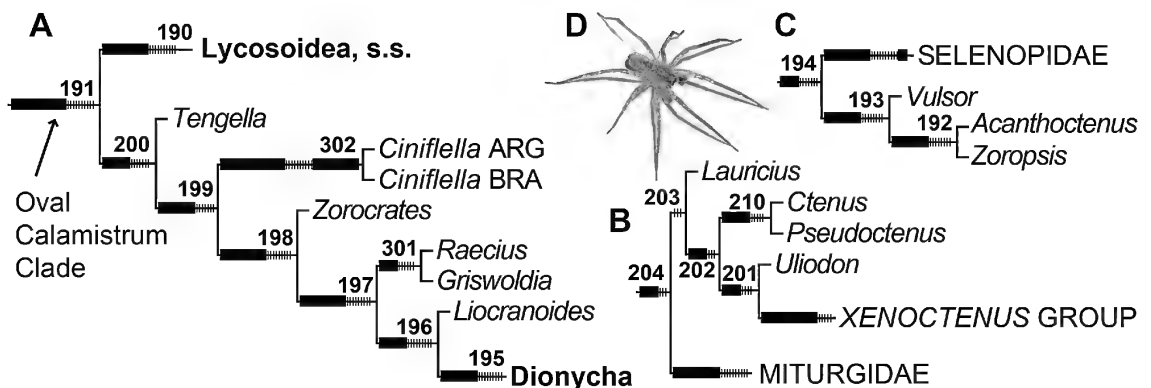 A
190
Lycosoidea, s.s.
191
Tengella
200
302
Ciniflella ARG
Ciniflella BRA
199
Oval
Calamistrum
Clade
Zorocrates
198
301
Raecius
Griswoldia
197
Liocranoides
196
195
Dionycha
D
C
194
SELENOPIDAE
Vulsor
193
192
Acanthoctenus
Zoropsis
B
Lauricius
203
210
Ctenus
Pseudoctenus
204
202
201
Uliodon
XENOCTENUS GROUP
MITURGIDAE